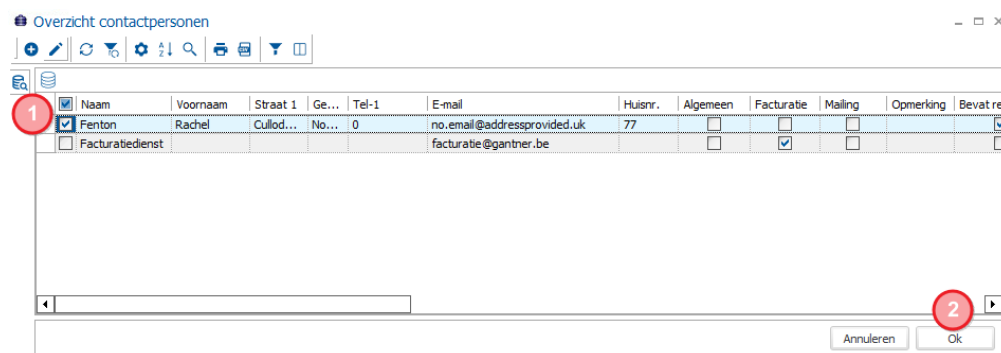 Overzicht contactpersonen
Naam Voornaam Straat 1 Ge... Tel-1 E-mail Huisnr. Algemeen Facturatie Mailing Opmerking Bevat re
1
Fenton Rachel Cullod... No... 0 no.email@addressprovided.uk 77
Facturatiedienst facturatie@gantner.be
2
Annuleren Ok